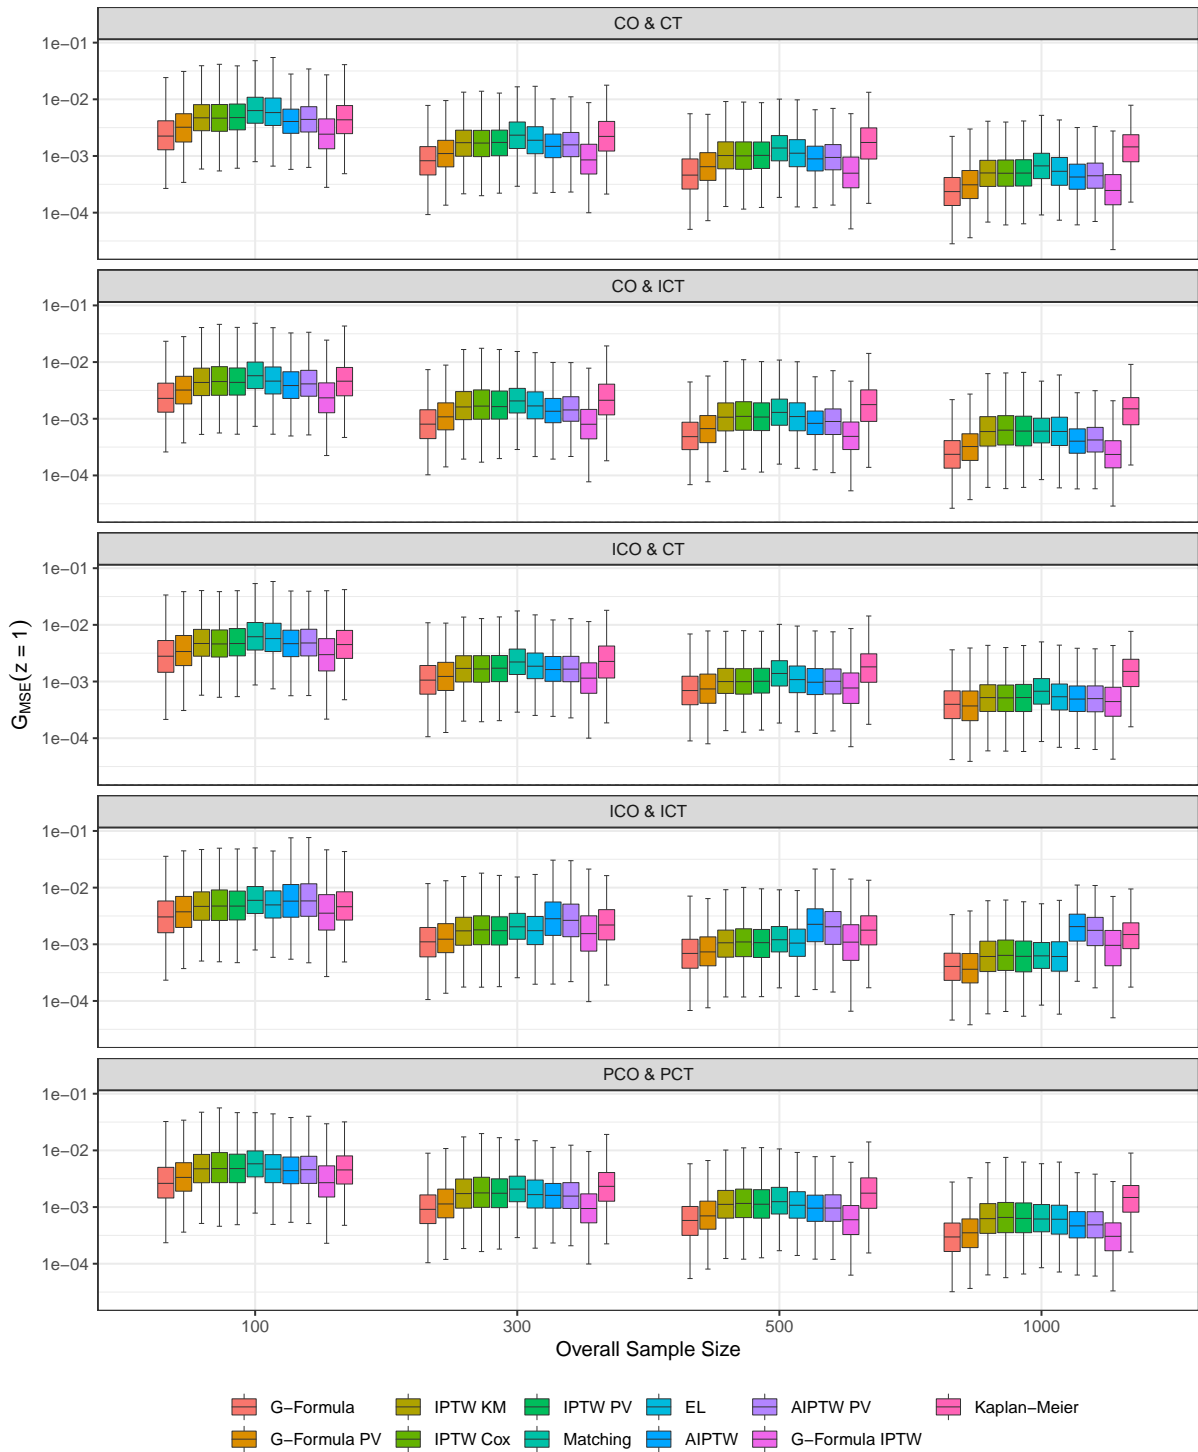 CO & CT
1e−01
1e−02
1e−03
1e−04
CO & ICT
1e−01
1e−02
1e−03
1e−04
ICO & CT
1e−01
1e−02
1e−03
1e−04
ICO & ICT
1e−01
1e−02
1e−03
1e−04
PCO & PCT
1e−01
1e−02
1e−03
1e−04
GMSE(z = 1)
100 300 500 1000
Overall Sample Size
G−Formula IPTW KM IPTW PV EL AIPTW PV Kaplan−Meier
G−Formula PV IPTW Cox Matching AIPTW G−Formula IPTW